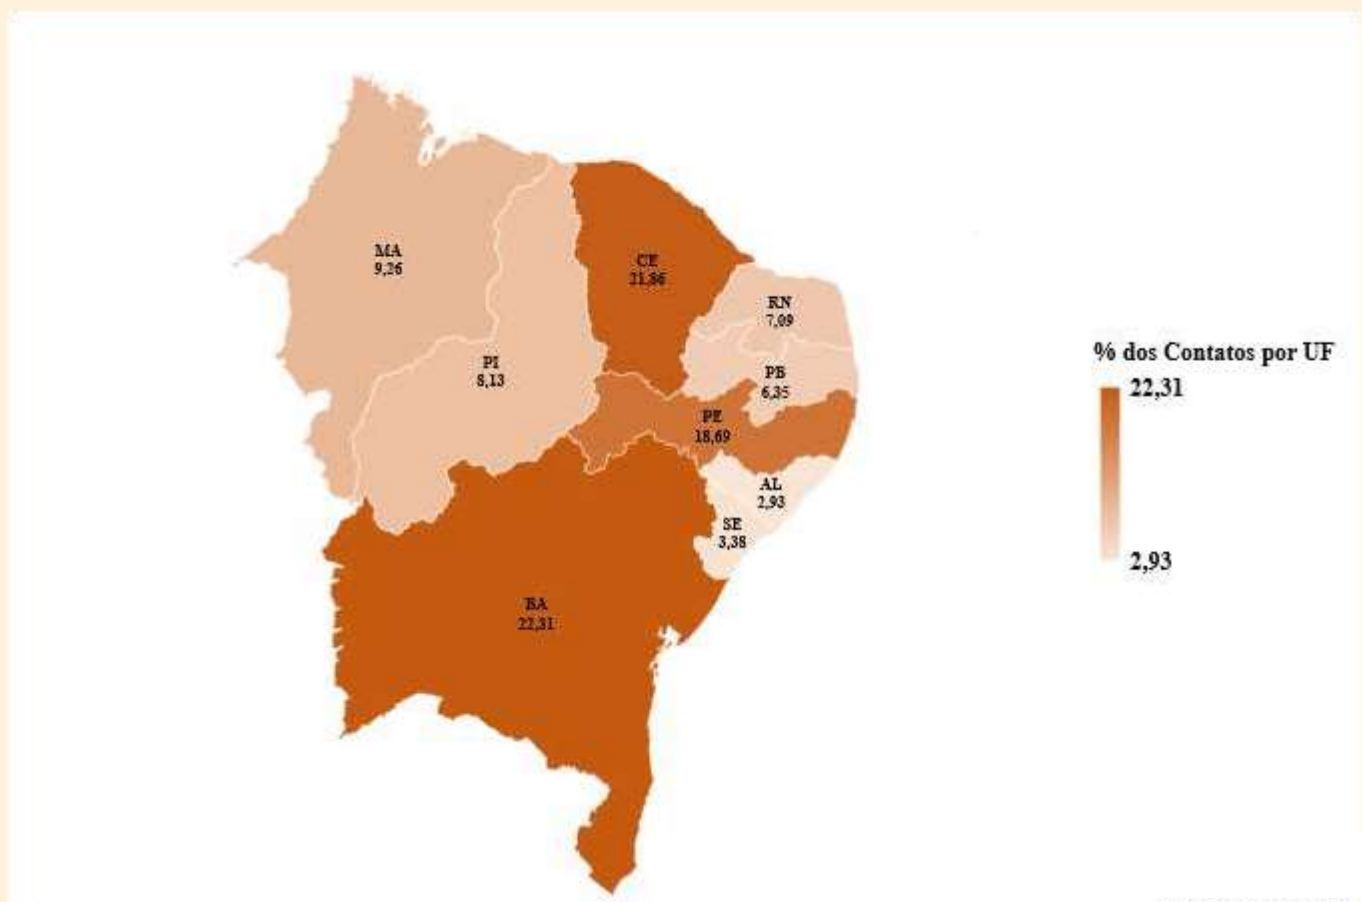 MA
9,26
CE
21,86
RN
7,09
PI
8,13
PB
6,35
PE
18,69
AL
2,93
SE
3,38
BA
22,31
% dos Contatos por UF
22,31
2,93